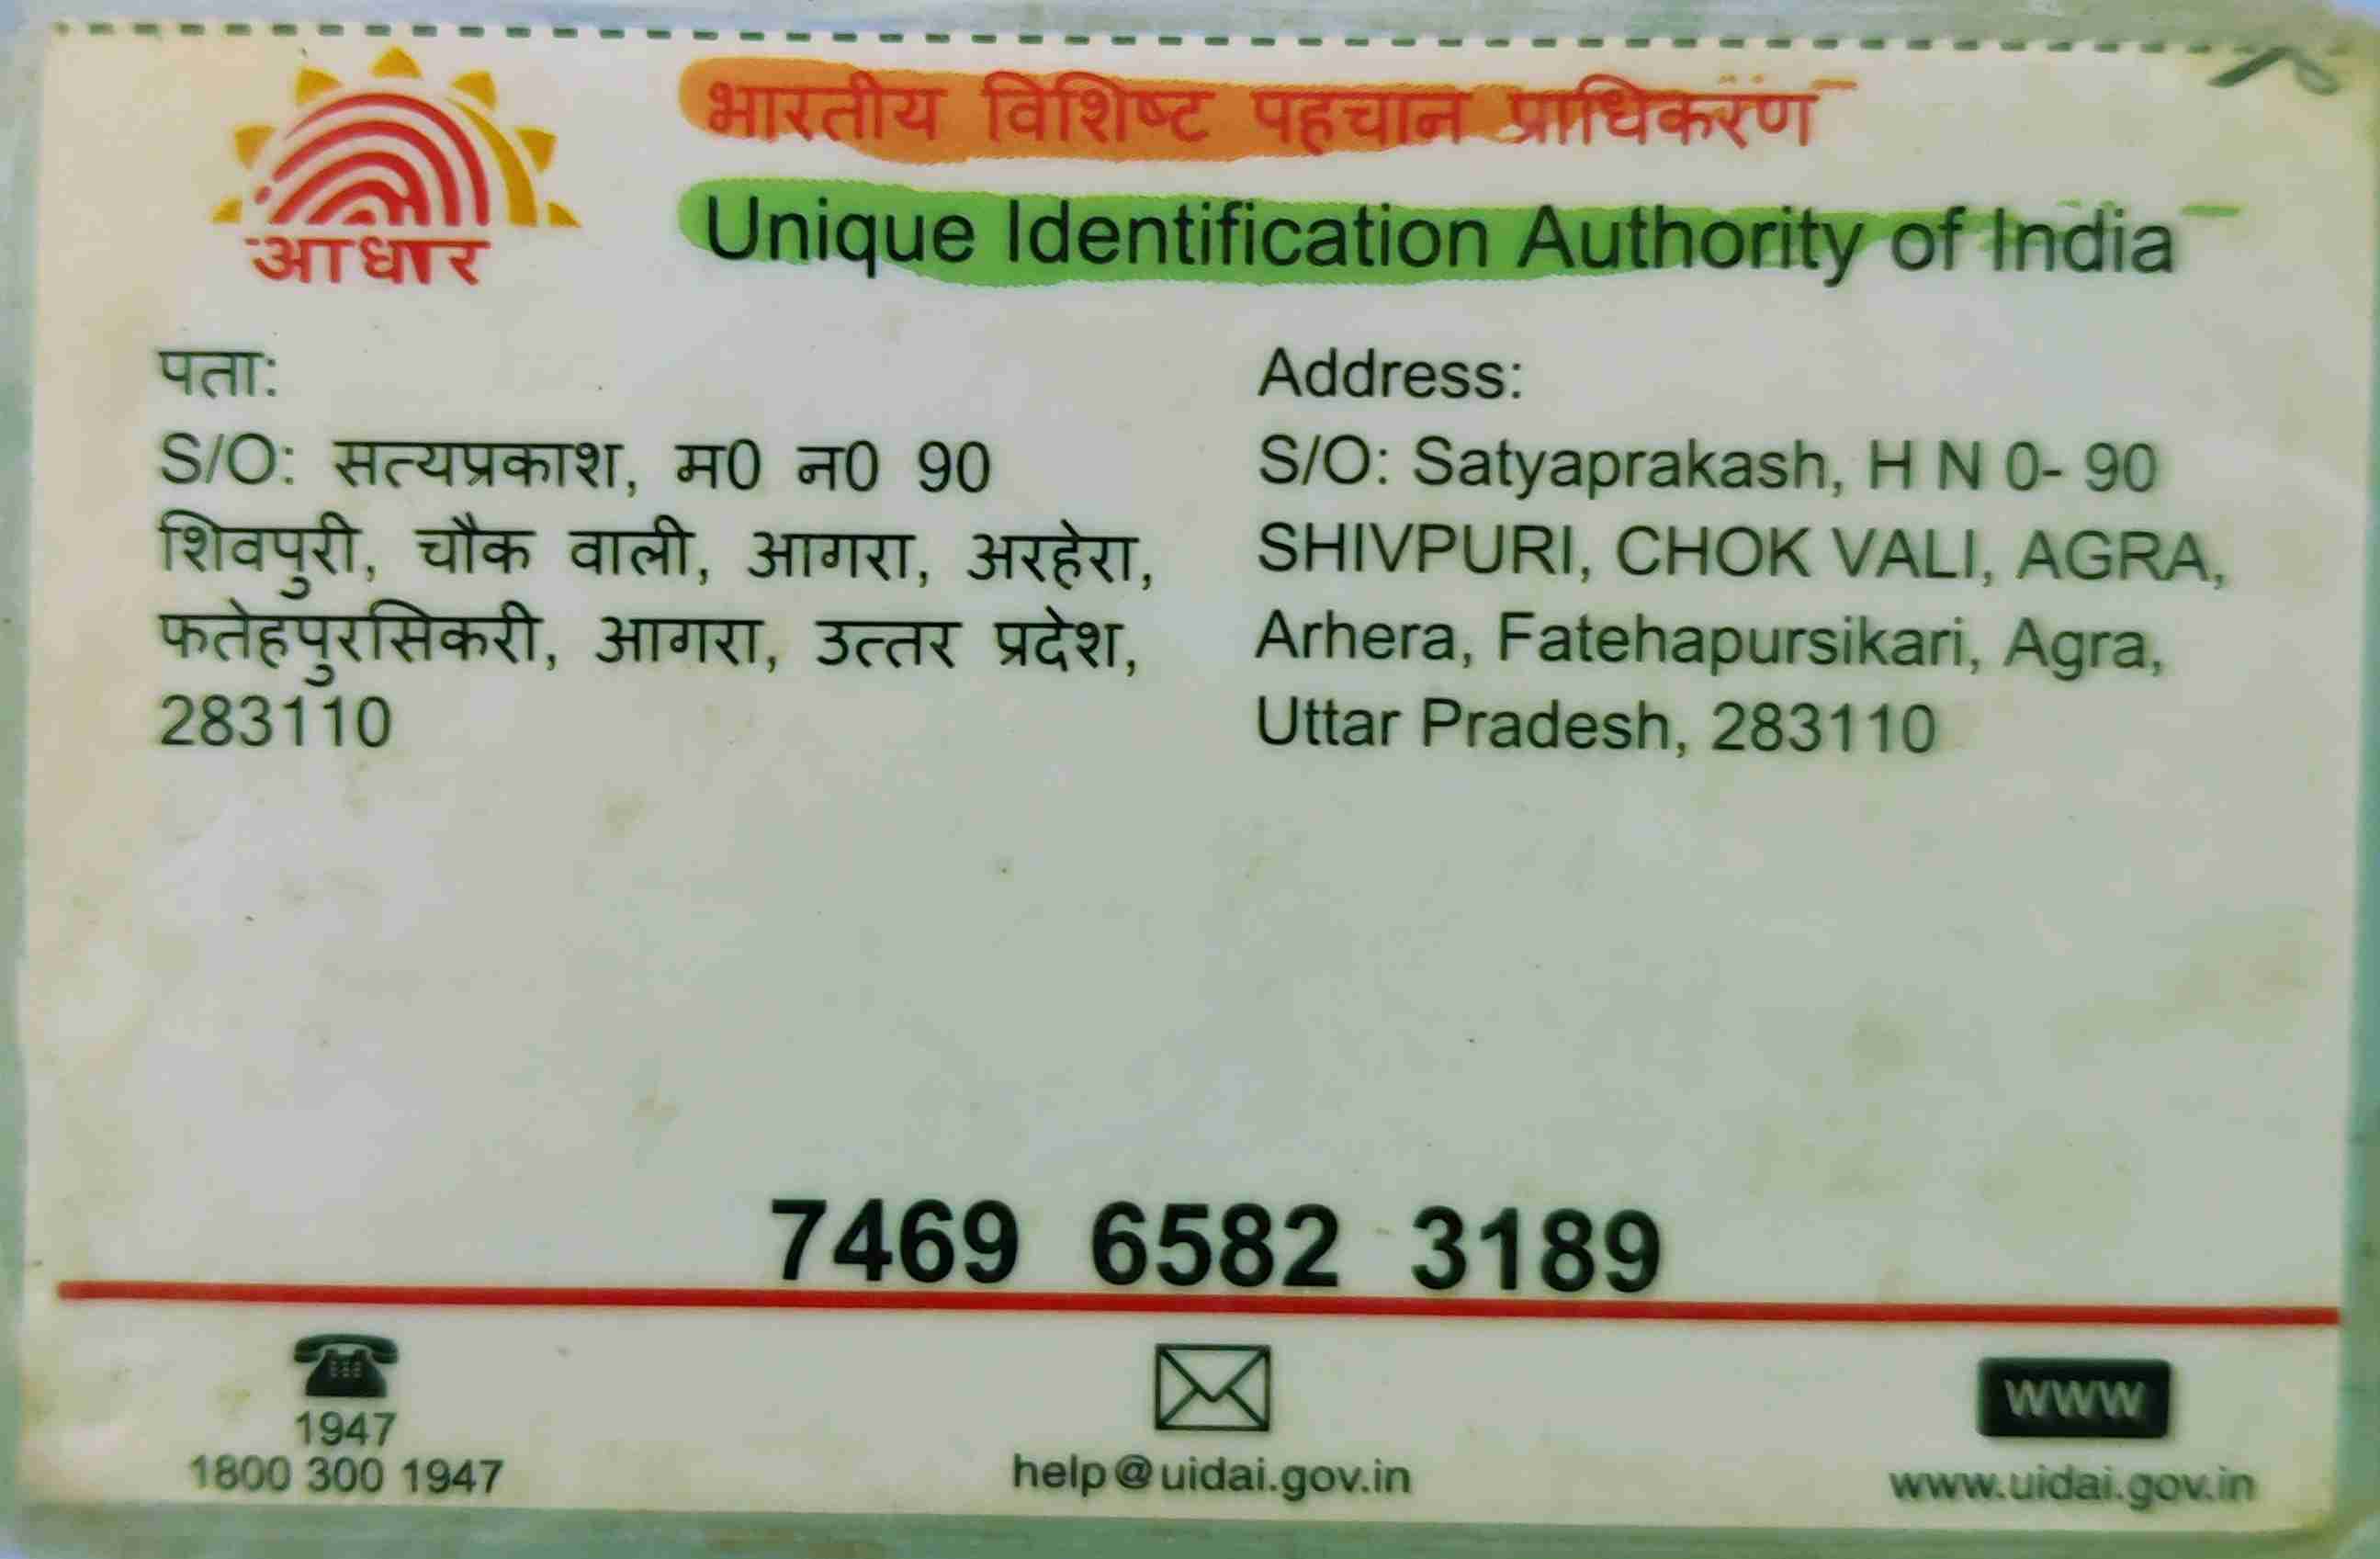 आधार
भारतीय विशिष्ट पहचान प्राधिकरण
Unique Identification Authority of India
पता:
S/O: सत्यप्रकाश, म0 न0 90
शिवपुरी, चौक वाली, आगरा, अरहेरा,
फतेहपुरसिकरी, आगरा, उत्तर प्रदेश,
283110
Address:
S/O: Satyaprakash, H N 0- 90
SHIVPURI, CHOK VALI, AGRA,
Arhera, Fatehapursikari, Agra,
Uttar Pradesh, 283110
7469 6582 3189
1947
1800 300 1947
help@uidai.gov.in
www
www.uidai.gov.in